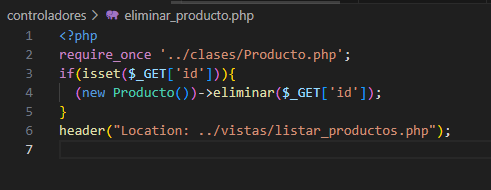 controladores > eliminar_producto.php
1 <?php
2 require_once '../clases/Producto.php';
3 if(isset($_GET['id'])){
4 (new Producto())->eliminar($_GET['id']);
5 }
6 header("Location: ../vistas/listar_productos.php");
7